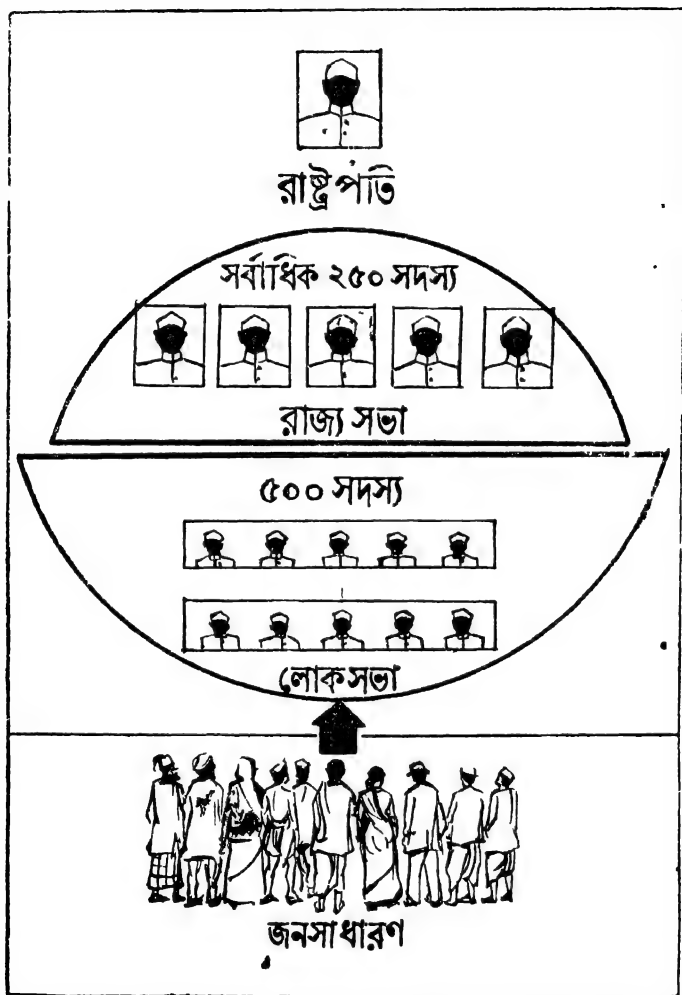 রাষ্ট্রপতি
সর্বাধিক ২৫০ সদস্য
রাজ্য সভা
৫০০ সদস্য
লোকসভা
জনসাধারণ